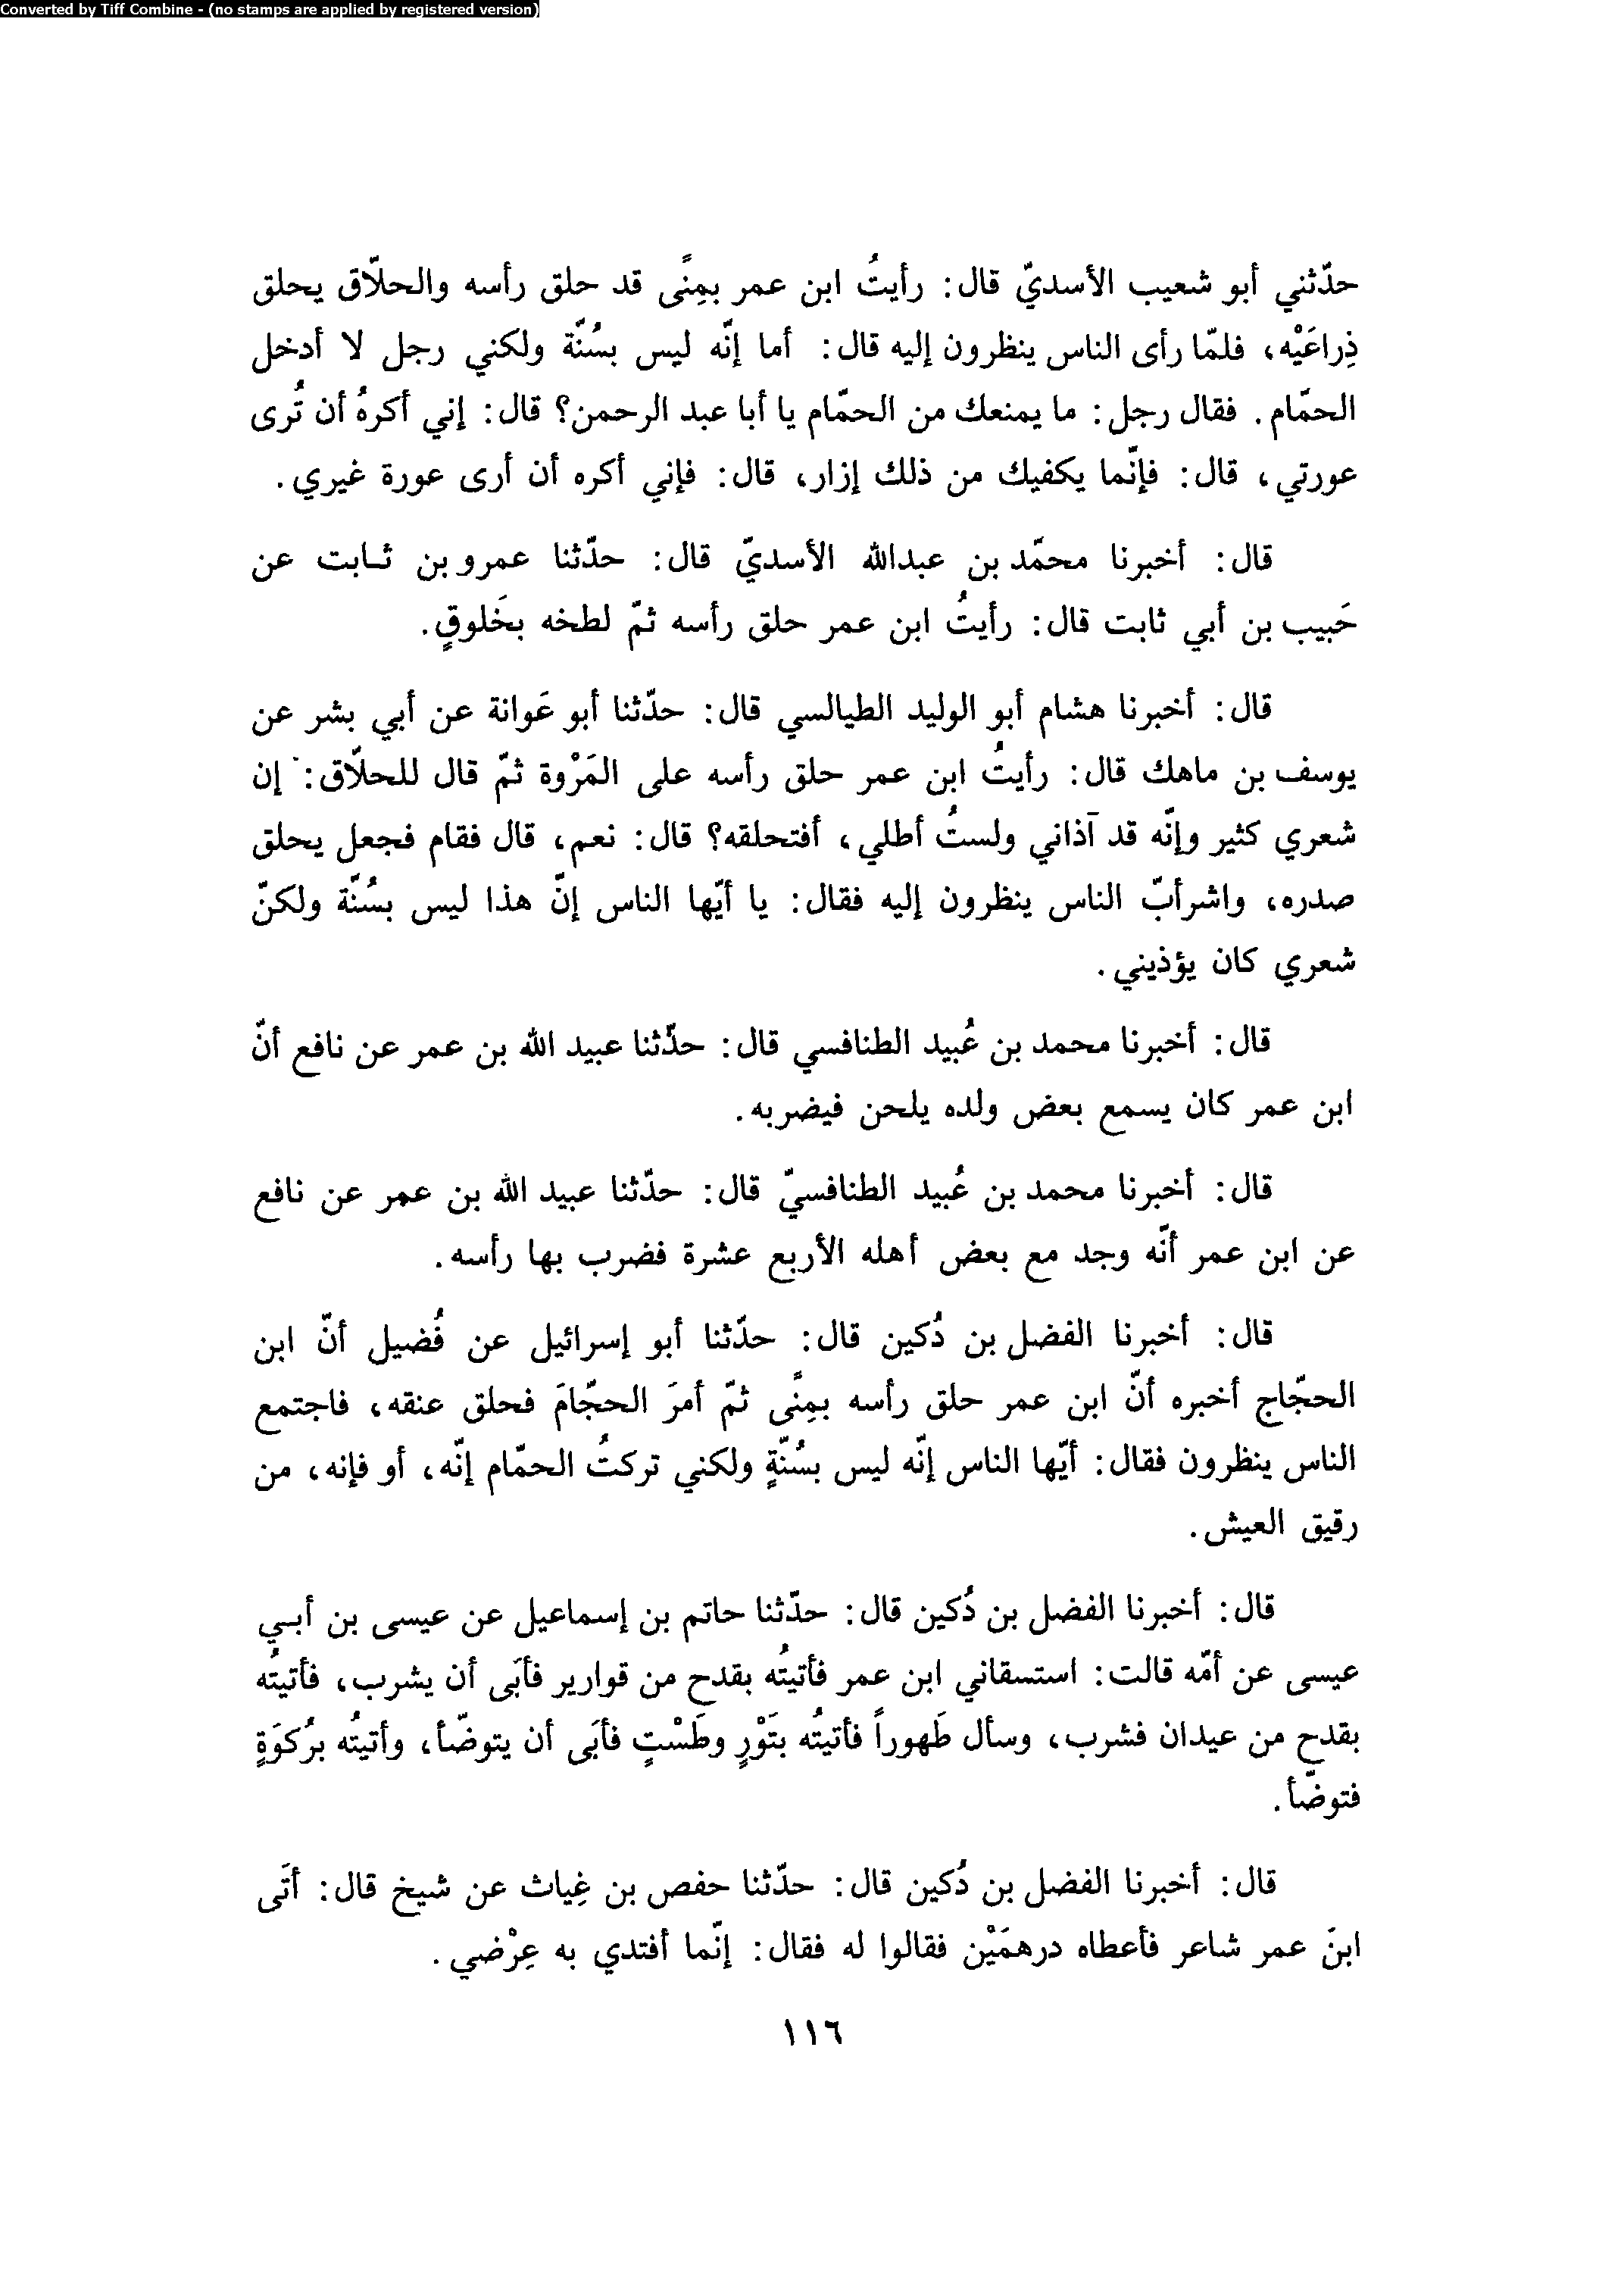 Converted by Tiff Combine - (no stamps are applied by registered version)
حدّثني أبو شعيب الأسديّ قال: رأيتُ ابن عمر بمِنًى قد حلق رأسه والحلّاق يحلق
ذِراعَيْه، فلمّا رأى الناس ينظرون إليه قال: أما إنّه ليس بسُنّة ولكني رجل لا أدخل
الحمّام. فقال رجل: ما يمنعك من الحمّام يا أبا عبد الرحمن؟ قال: إني أكرهُ أن تُرى
عورتي، قال: فإنّما يكفيك من ذلك إزار، قال: فإني أكره أن أرى عورة غيري.
قال: أخبرنا محمّد بن عبدالله الأسديّ قال: حدّثنا عمرو بن ثـابت عن
حَبيب بن أبي ثابت قال: رأيتُ ابن عمر حلق رأسه ثمّ لطخه بخَلوقٍ.
قال: أخبرنا هشام أبو الوليد الطيالسي قال: حدّثنا أبو عَوانة عن أبي بشر عن
يوسف بن ماهك قال: رأيتُ ابن عمر حلق رأسه على المَرْوة ثمّ قال للحلّاق: إن
شعري كثير وإنّه قد آذاني ولستُ أطلي، أفتحلقه؟ قال: نعم، قال فقام فجعل يحلق
صدره، واشرأبّ الناس ينظرون إليه فقال: يا أيّها الناس إنّ هذا ليس بسُنّة ولكنّ
شعري كان يؤذيني.
قال: أخبرنا محمد بن عُبيد الطنافسي قال: حدّثنا عبيد الله بن عمر عن نافع أنّ
ابن عمر كان يسمع بعض ولده يلحن فيضربه.
قال: أخبرنا محمد بن عُبيد الطنافسيّ قال: حدّثنا عبيد الله بن عمر عن نافع
عن ابن عمر أنّه وجد مع بعض أهله الأربع عشرة فضرب بها رأسه.
قال: أخبرنا الفضل بن دُكين قال: حدّثنا أبو إسرائيل عن فُضيل أنّ ابن
الحجّاج أخبره أنّ ابن عمر حلق رأسه بمِنًى ثمّ أمرَ الحجّامَ فحلق عنقه، فاجتمع
الناس ينظرون فقال: أيّها الناس إنّه ليس بسُنّةٍ ولكني تركتُ الحمّام إنّه، أو فإنه، من
رقيق العيش.
قال: أخبرنا الفضل بن دُكين قال: حدّثنا حاتم بن إسماعيل عن عيسى بن أبـي
عيسى عن أمّه قالت: استسقاني ابن عمر فأتيتُه بقدح من قوارير فأبَى أن يشرب، فأتيتُه
بقدح من عيدان فشرب، وسأل طَهوراً فأتيتُه بتَوْرٍ وطَسْتٍ فأبَى أن يتوضّأ، وأتيتُه برُكوَةٍ
فتوضّأ.
قال: أخبرنا الفضل بن دُكين قال: حدّثنا حفص بن غِياث عن شيخ قال: أتَى
ابنَ عمر شاعر فأعطاه درهمَيْن فقالوا له فقال: إنّما أفتدي به عِرْضي.
١١٦